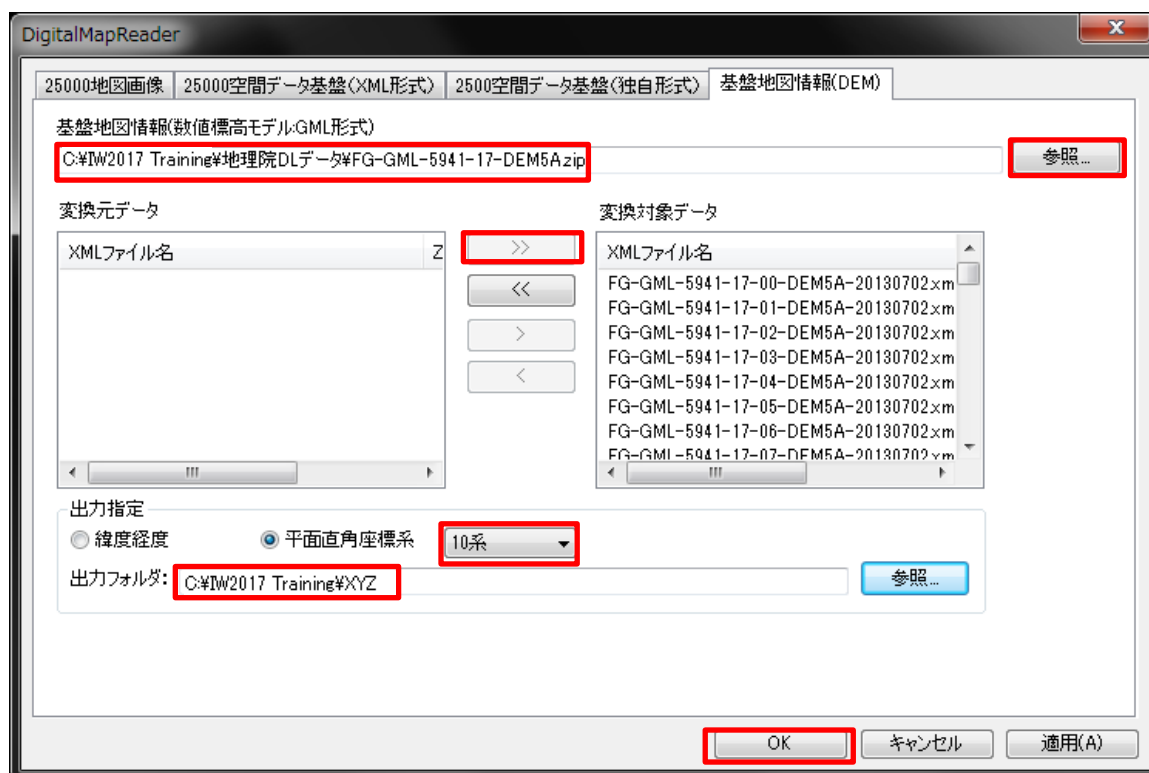 DigitalMapReader
x
25000地図画像 25000空間データ基盤(XML形式) 2500空間データ基盤(独自形式) 基盤地図情報(DEM)
基盤地図情報(数値標高モデル:GML形式)
C:¥IW2017 Training¥地理院DLデータ¥FG-GML-5941-17-DEM5A.zip 参照...
変換元データ
変換対象データ
XMLファイル名 Z
>>
<<
>
<
XMLファイル名
FG-GML-5941-17-00-DEM5A-20130702.xm
FG-GML-5941-17-01-DEM5A-20130702.xm
FG-GML-5941-17-02-DEM5A-20130702.xm
FG-GML-5941-17-03-DEM5A-20130702.xm
FG-GML-5941-17-04-DEM5A-20130702.xm
FG-GML-5941-17-05-DEM5A-20130702.xm
FG-GML-5941-17-06-DEM5A-20130702.xm
FG-GML-5941-17-07-DEM5A-20130702.xm
出力指定
緯度経度 平面直角座標系 10系
出力フォルダ: C:¥IW2017 Training¥XYZ 参照...
OK キャンセル 適用(A)